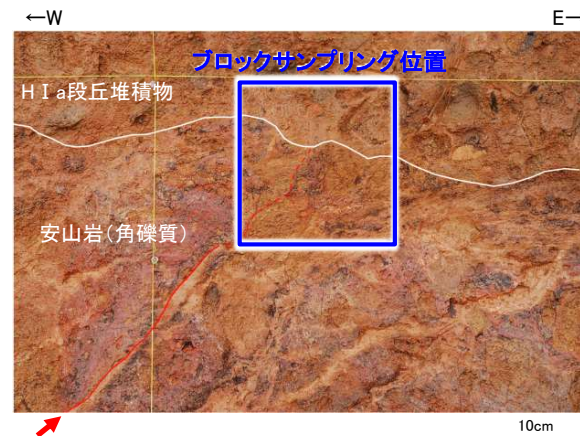 ←W
E—
ブロックサンプリング位置
HⅠa段丘堆積物
安山岩(角礫質)
10cm